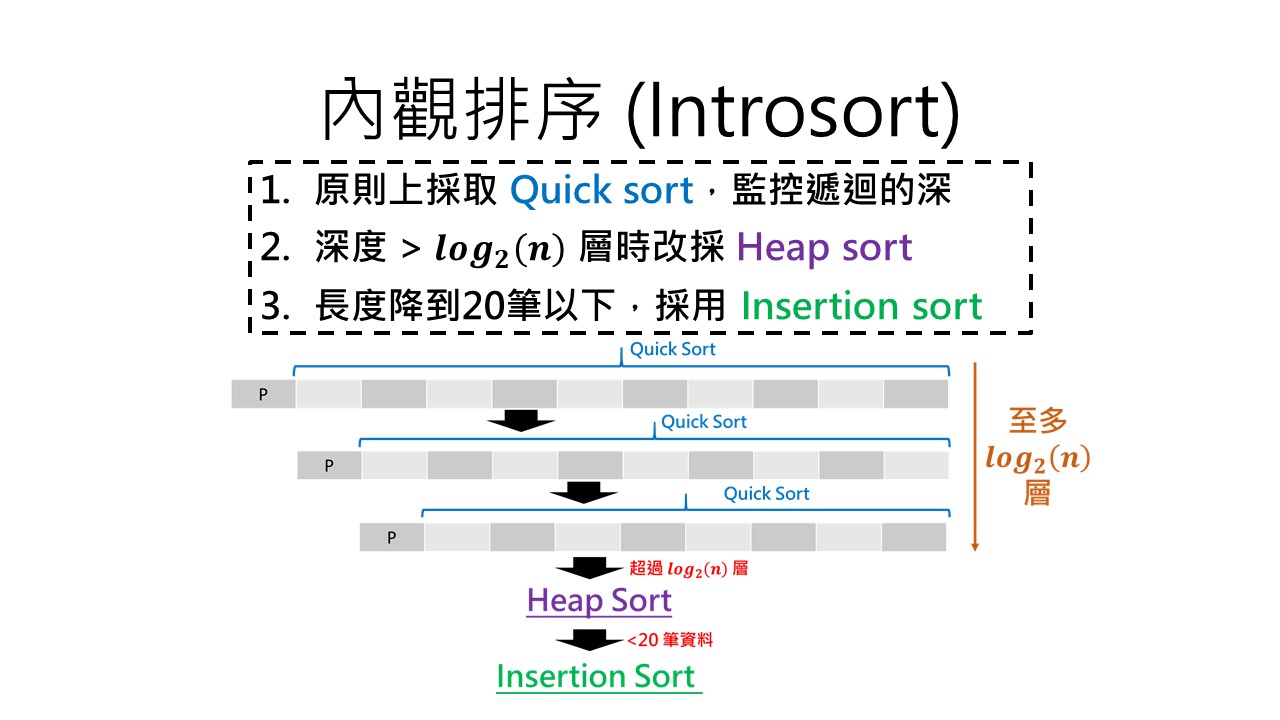 內觀排序 (Introsort)
1. 原則上採取 Quick sort，監控遞迴的深
2. 深度 > log₂(n) 層時改採 Heap sort
3. 長度降到20筆以下，採用 Insertion sort
Quick Sort
P
Quick Sort
P
Quick Sort
P
至多
log₂(n)
層
超過 log₂(n) 層
Heap Sort
<20 筆資料
Insertion Sort